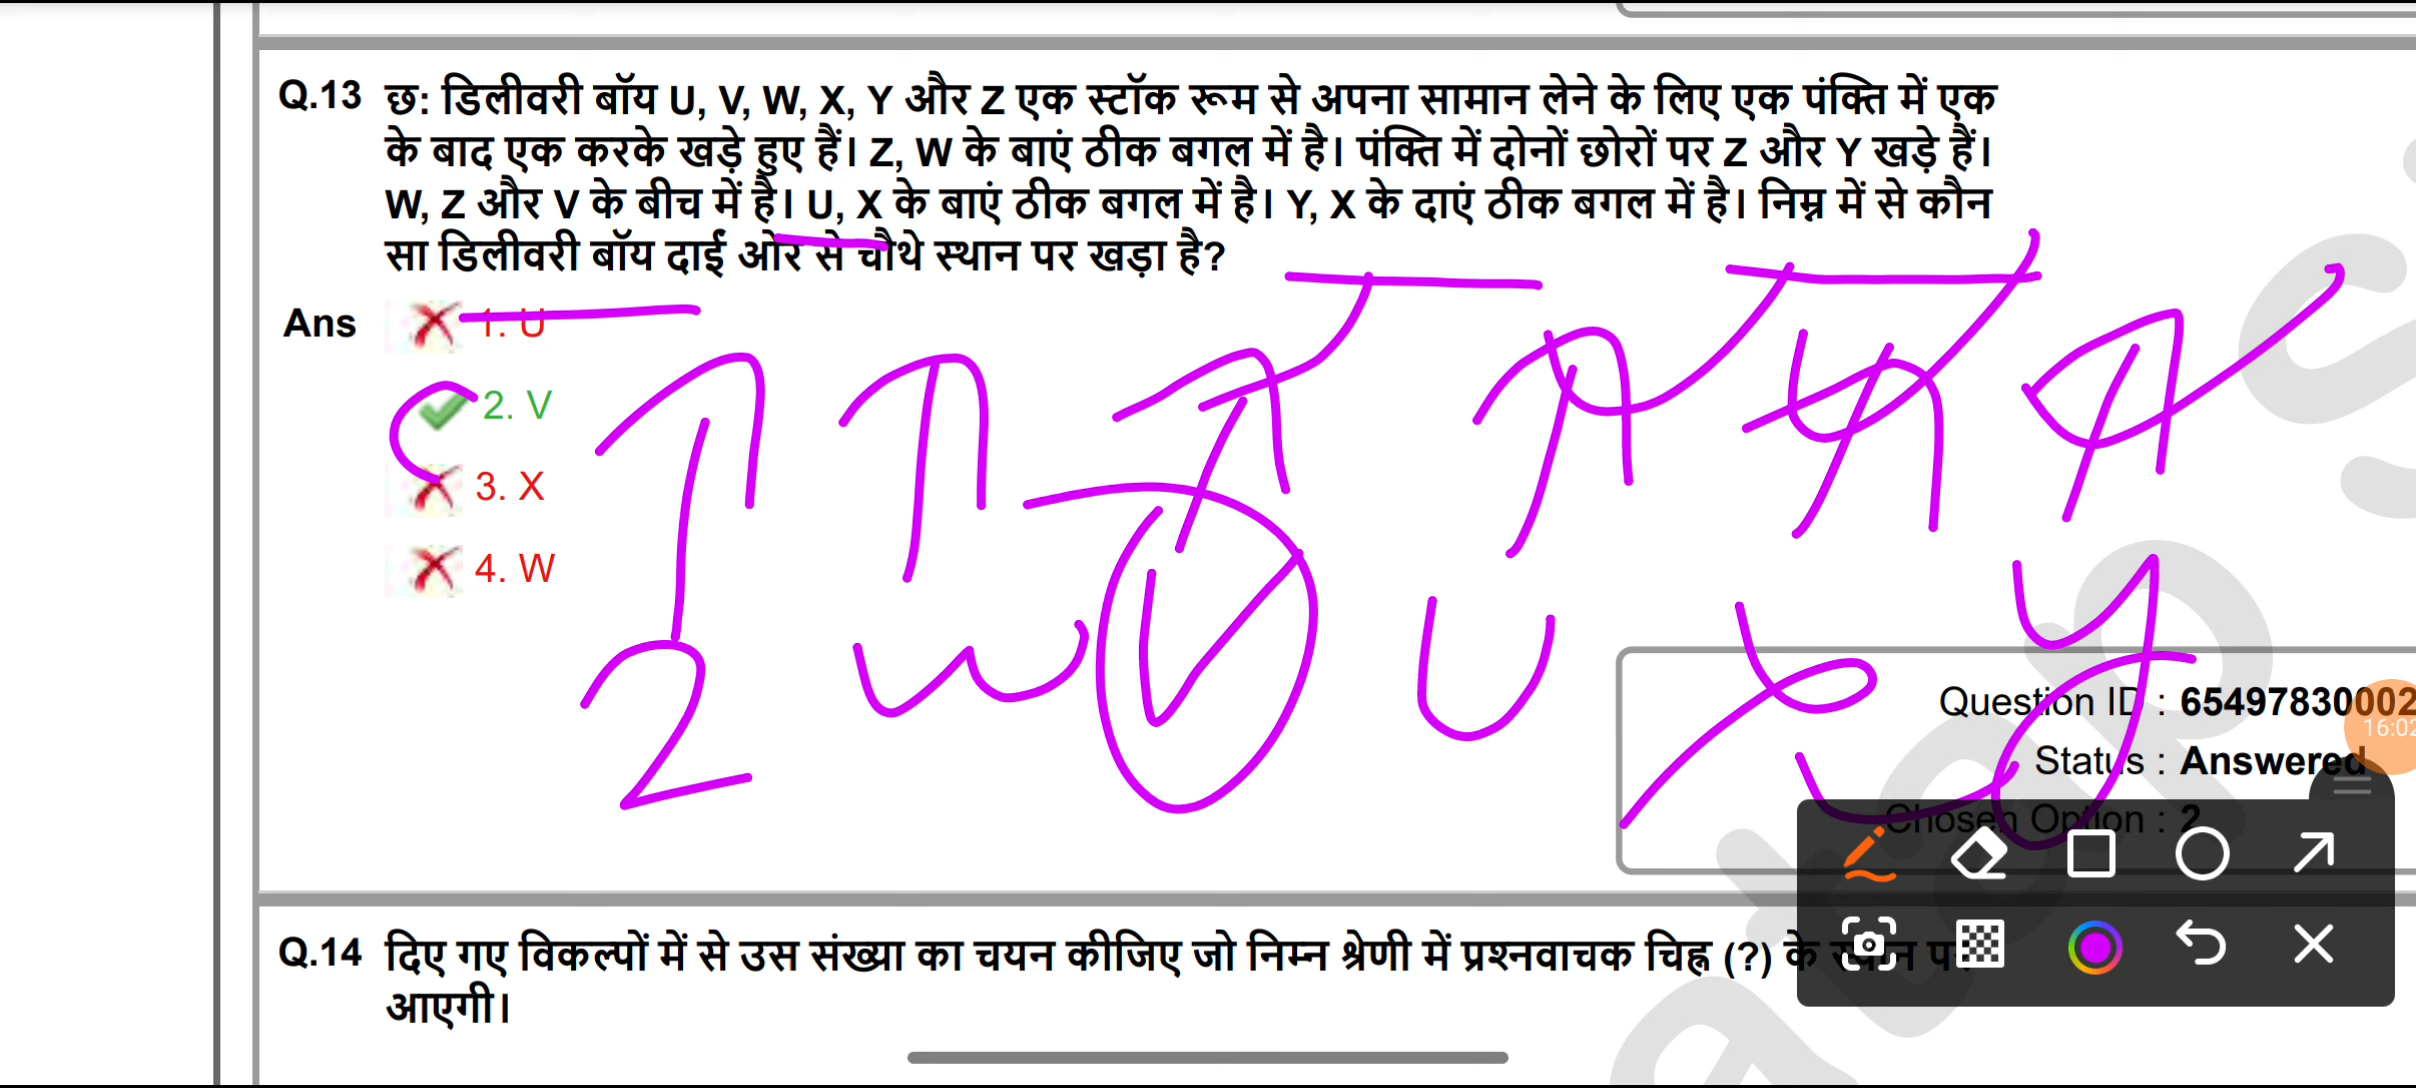 Q.13 छ: डिलीवरी बॉय U, V, W, X, Y और Z एक स्टॉक रूम से अपना सामान लेने के लिए एक पंक्ति में एक
के बाद एक करके खड़े हुए हैं। Z, W के बाएं ठीक बगल में है। पंक्ति में दोनों छोरों पर Z और Y खड़े हैं।
W, Z और V के बीच में है। U, X के बाएं ठीक बगल में है। Y, X के दाएं ठीक बगल में है। निम्न में से कौन
सा डिलीवरी बॉय दाईं ओर से चौथे स्थान पर खड़ा है?
Ans 1. U
2. V
3. X
4. W
Z W V U X Y
Question ID : 65497830002
Status : Answered
Chosen Option : 2
16:02
Q.14 दिए गए विकल्पों में से उस संख्या का चयन कीजिए जो निम्न श्रेणी में प्रश्नवाचक चिह्न (?) के स्थान पर
आएगी।